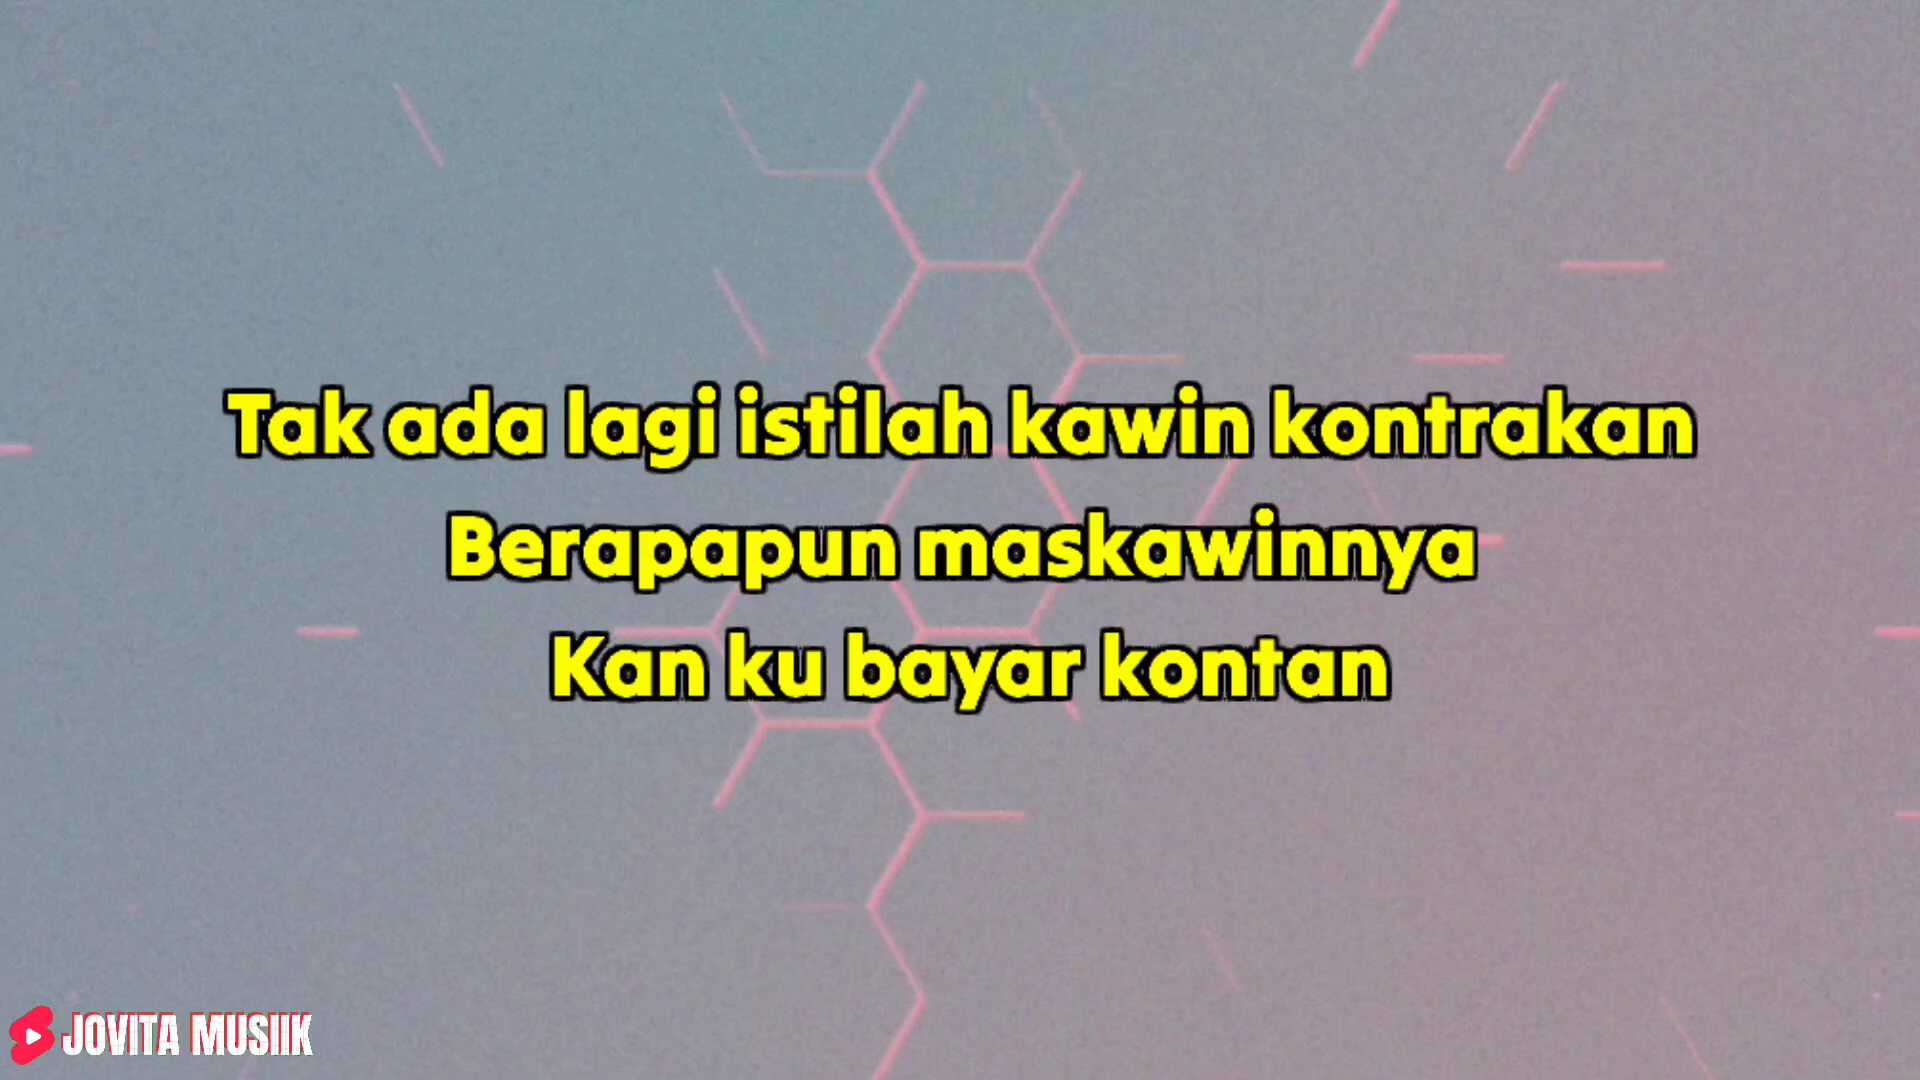 Tak ada lagi istilah kawin kontrakan
Berapapun maskawinnya
Kan ku bayar kontan
JOVITA MUSIIK